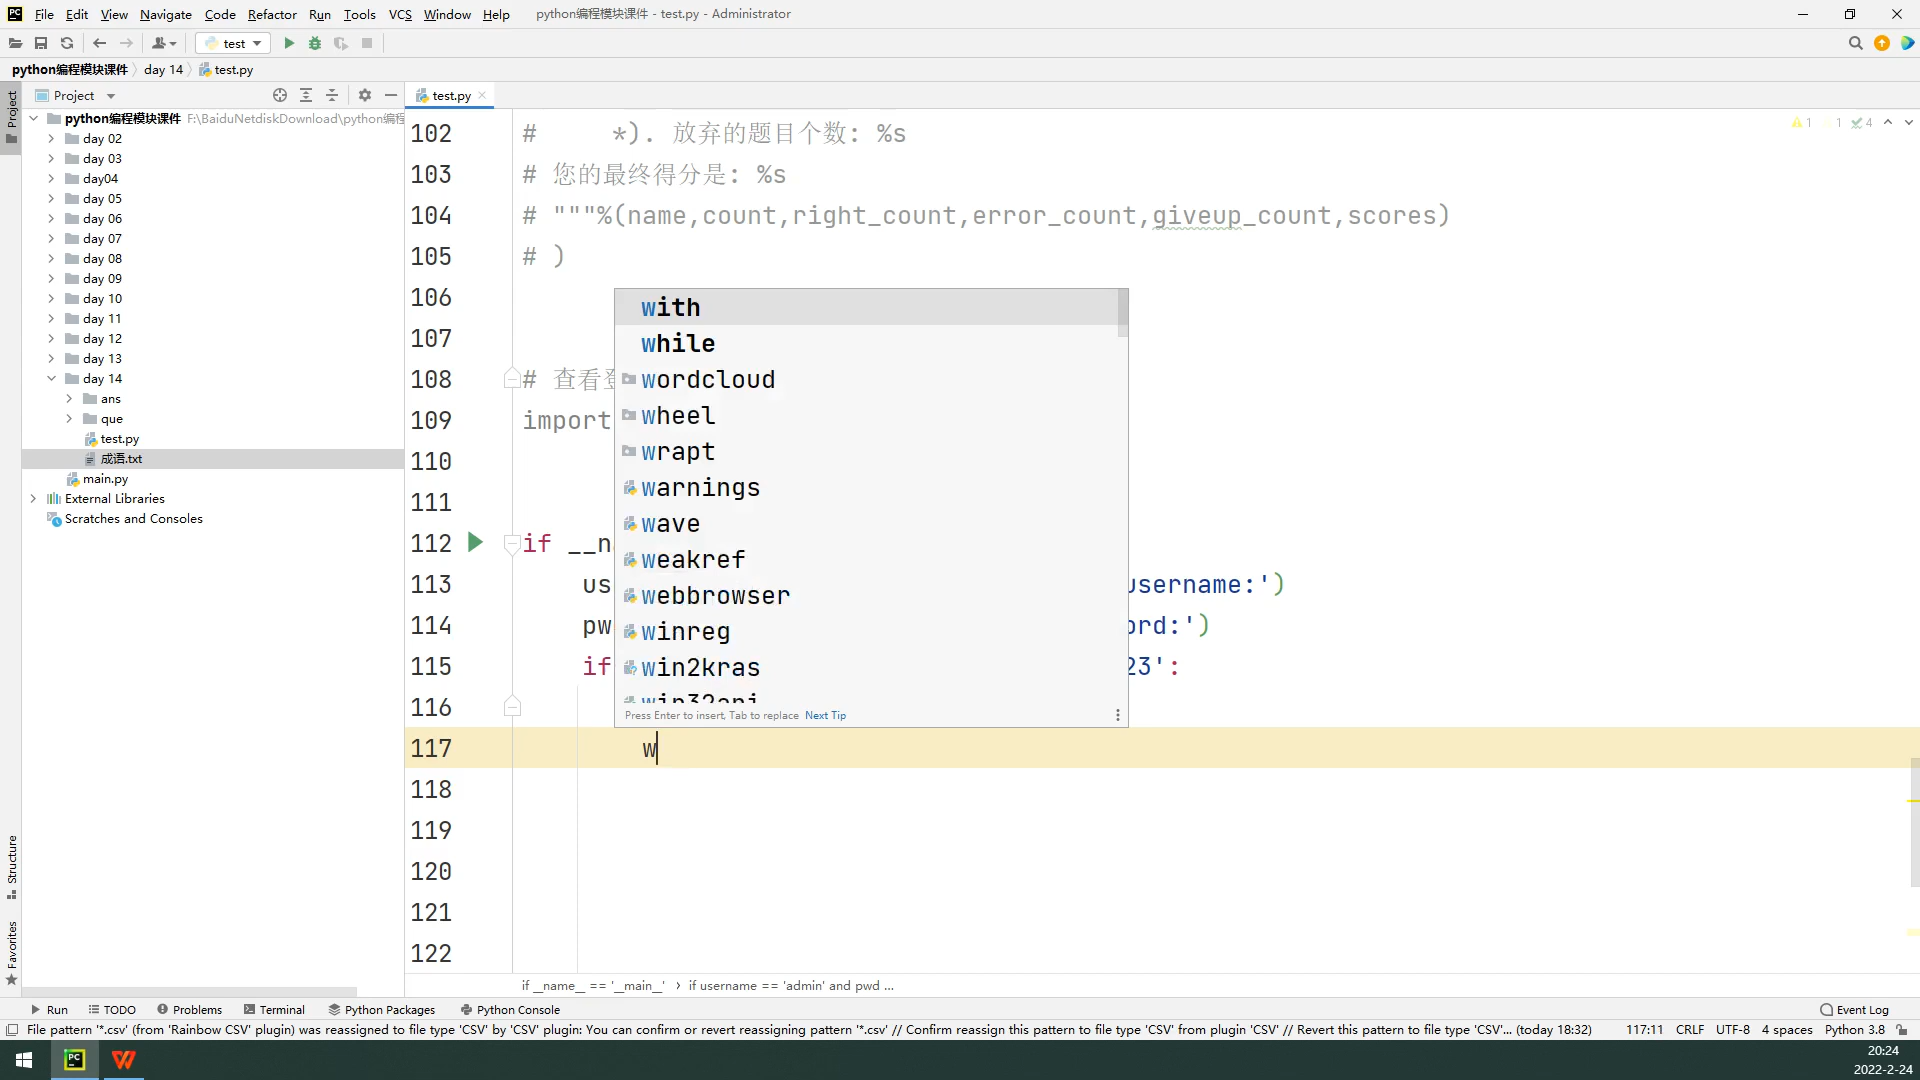 File Edit View Navigate Code Refactor Run Tools VCS Window Help python编程模块课件 - test.py - Administrator
test
python编程模块课件 day 14 test.py
Project
test.py
Project
python编程模块课件 F:\BaiduNetdiskDownload\python编程
day 02
day 03
day04
day 05
day 06
day 07
day 08
day 09
day 10
day 11
day 12
day 13
day 14
ans
que
test.py
成语.txt
main.py
External Libraries
Scratches and Consoles
Structure
Favorites
1 1 4
102 # *). 放弃的题目个数: %s
103 # 您的最终得分是: %s
104 # """%(name,count,right_count,error_count,giveup_count,scores)
105 # )
106
107
108 # 查看
109 import
110
111
112 if __n
113 us username:')
114 pw ord:')
115 if 23':
116
117 w
118
119
120
121
122
with
while
wordcloud
wheel
wrapt
warnings
wave
weakref
webbrowser
winreg
win2kras
win32api
Press Enter to insert, Tab to replace Next Tip
if __name__ == '__main__' › if username == 'admin' and pwd ...
Run TODO Problems Terminal Python Packages Python Console Event Log
File pattern '*.csv' (from 'Rainbow CSV' plugin) was reassigned to file type 'CSV' by 'CSV' plugin: You can confirm or revert reassigning pattern '*.csv' // Confirm reassign this pattern to file type 'CSV' from plugin 'CSV' // Revert this pattern to file type 'CSV'... (today 18:32) 117:11 CRLF UTF-8 4 spaces Python 3.8
20:24
2022-2-24